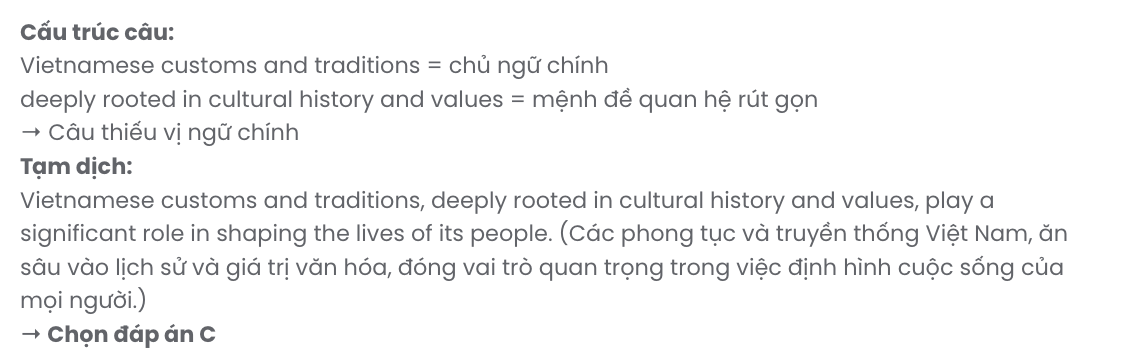 Cấu trúc câu:
Vietnamese customs and traditions = chủ ngữ chính
deeply rooted in cultural history and values = mệnh đề quan hệ rút gọn
→ Câu thiếu vị ngữ chính
Tạm dịch:
Vietnamese customs and traditions, deeply rooted in cultural history and values, play a
significant role in shaping the lives of its people. (Các phong tục và truyền thống Việt Nam, ăn
sâu vào lịch sử và giá trị văn hóa, đóng vai trò quan trọng trong việc định hình cuộc sống của
mọi người.)
→ Chọn đáp án C